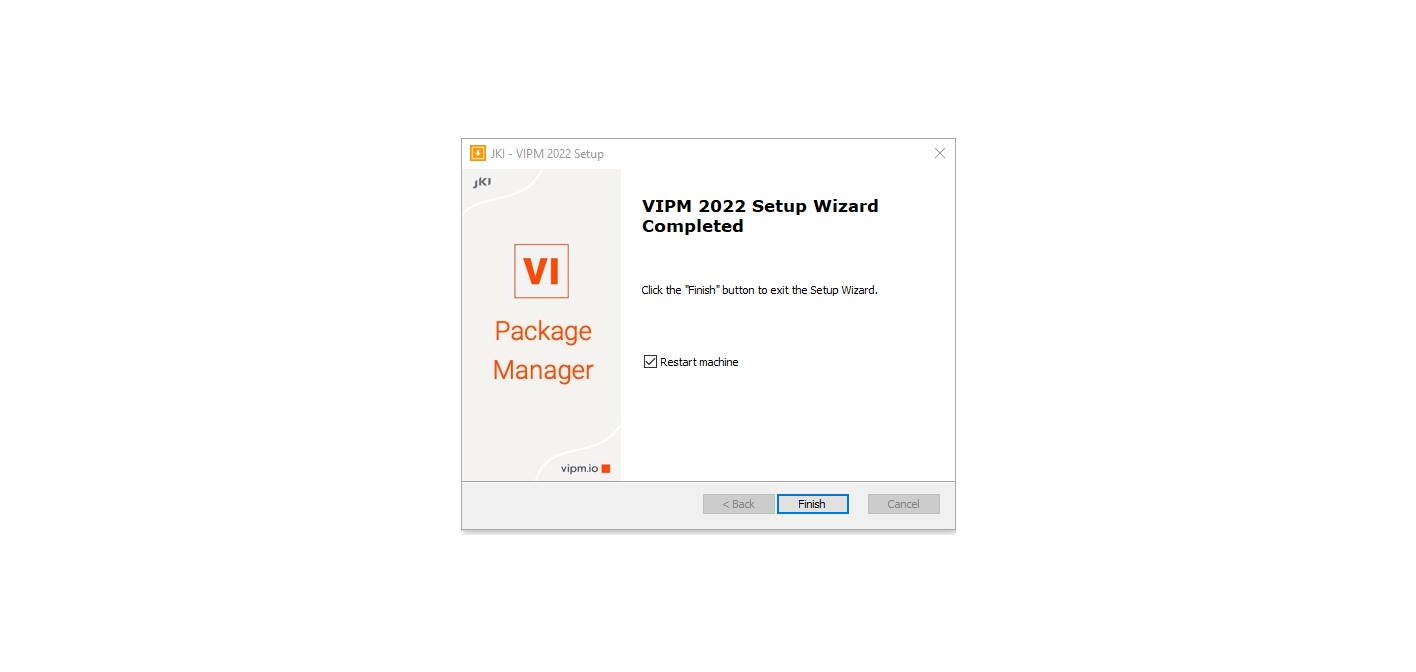 JKI - VIPM 2022 Setup
JKI
VI
Package
Manager
vipm.io
VIPM 2022 Setup Wizard
Completed
Click the "Finish" button to exit the Setup Wizard.
Restart machine
< Back
Finish
Cancel